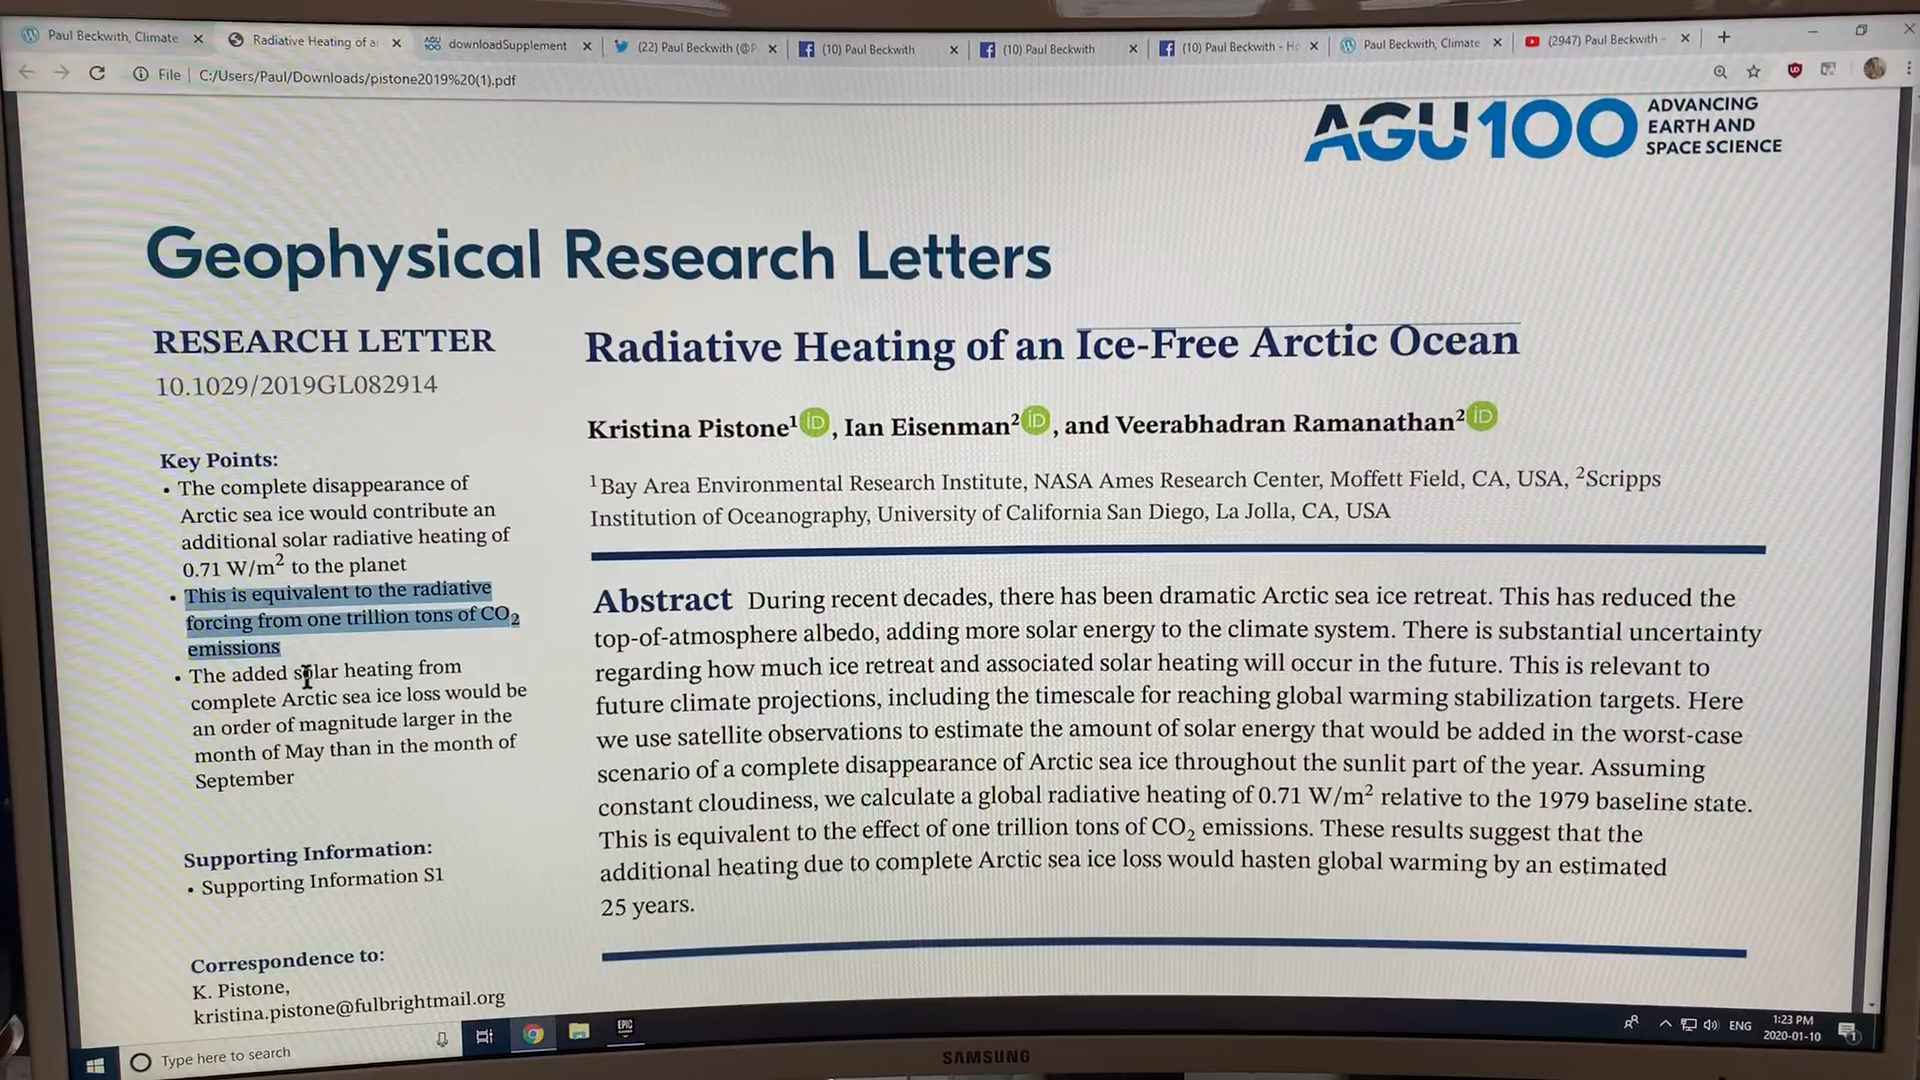 Paul Beckwith, Climate
Radiative Heating of a
AGU100 downloadSupplement
(22) Paul Beckwith (@P
(10) Paul Beckwith
(10) Paul Beckwith
(10) Paul Beckwith - Ho
Paul Beckwith, Climate
(2947) Paul Beckwith -
File | C:/Users/Paul/Downloads/pistone2019%20(1).pdf
AGU100 ADVANCING
EARTH AND
SPACE SCIENCE
Geophysical Research Letters
RESEARCH LETTER
10.1029/2019GL082914
Key Points:
• The complete disappearance of
Arctic sea ice would contribute an
additional solar radiative heating of
0.71 W/m² to the planet
• This is equivalent to the radiative
forcing from one trillion tons of CO₂
emissions
• The added solar heating from
complete Arctic sea ice loss would be
an order of magnitude larger in the
month of May than in the month of
September
Supporting Information:
• Supporting Information S1
Correspondence to:
K. Pistone,
kristina.pistone@fulbrightmail.org
Radiative Heating of an Ice-Free Arctic Ocean
Kristina Pistone¹ iD, Ian Eisenman² iD, and Veerabhadran Ramanathan² iD
¹Bay Area Environmental Research Institute, NASA Ames Research Center, Moffett Field, CA, USA, ²Scripps
Institution of Oceanography, University of California San Diego, La Jolla, CA, USA
Abstract During recent decades, there has been dramatic Arctic sea ice retreat. This has reduced the
top-of-atmosphere albedo, adding more solar energy to the climate system. There is substantial uncertainty
regarding how much ice retreat and associated solar heating will occur in the future. This is relevant to
future climate projections, including the timescale for reaching global warming stabilization targets. Here
we use satellite observations to estimate the amount of solar energy that would be added in the worst-case
scenario of a complete disappearance of Arctic sea ice throughout the sunlit part of the year. Assuming
constant cloudiness, we calculate a global radiative heating of 0.71 W/m² relative to the 1979 baseline state.
This is equivalent to the effect of one trillion tons of CO₂ emissions. These results suggest that the
additional heating due to complete Arctic sea ice loss would hasten global warming by an estimated
25 years.
Type here to search
EPIC
ENG
1:23 PM
2020-01-10
1
SAMSUNG